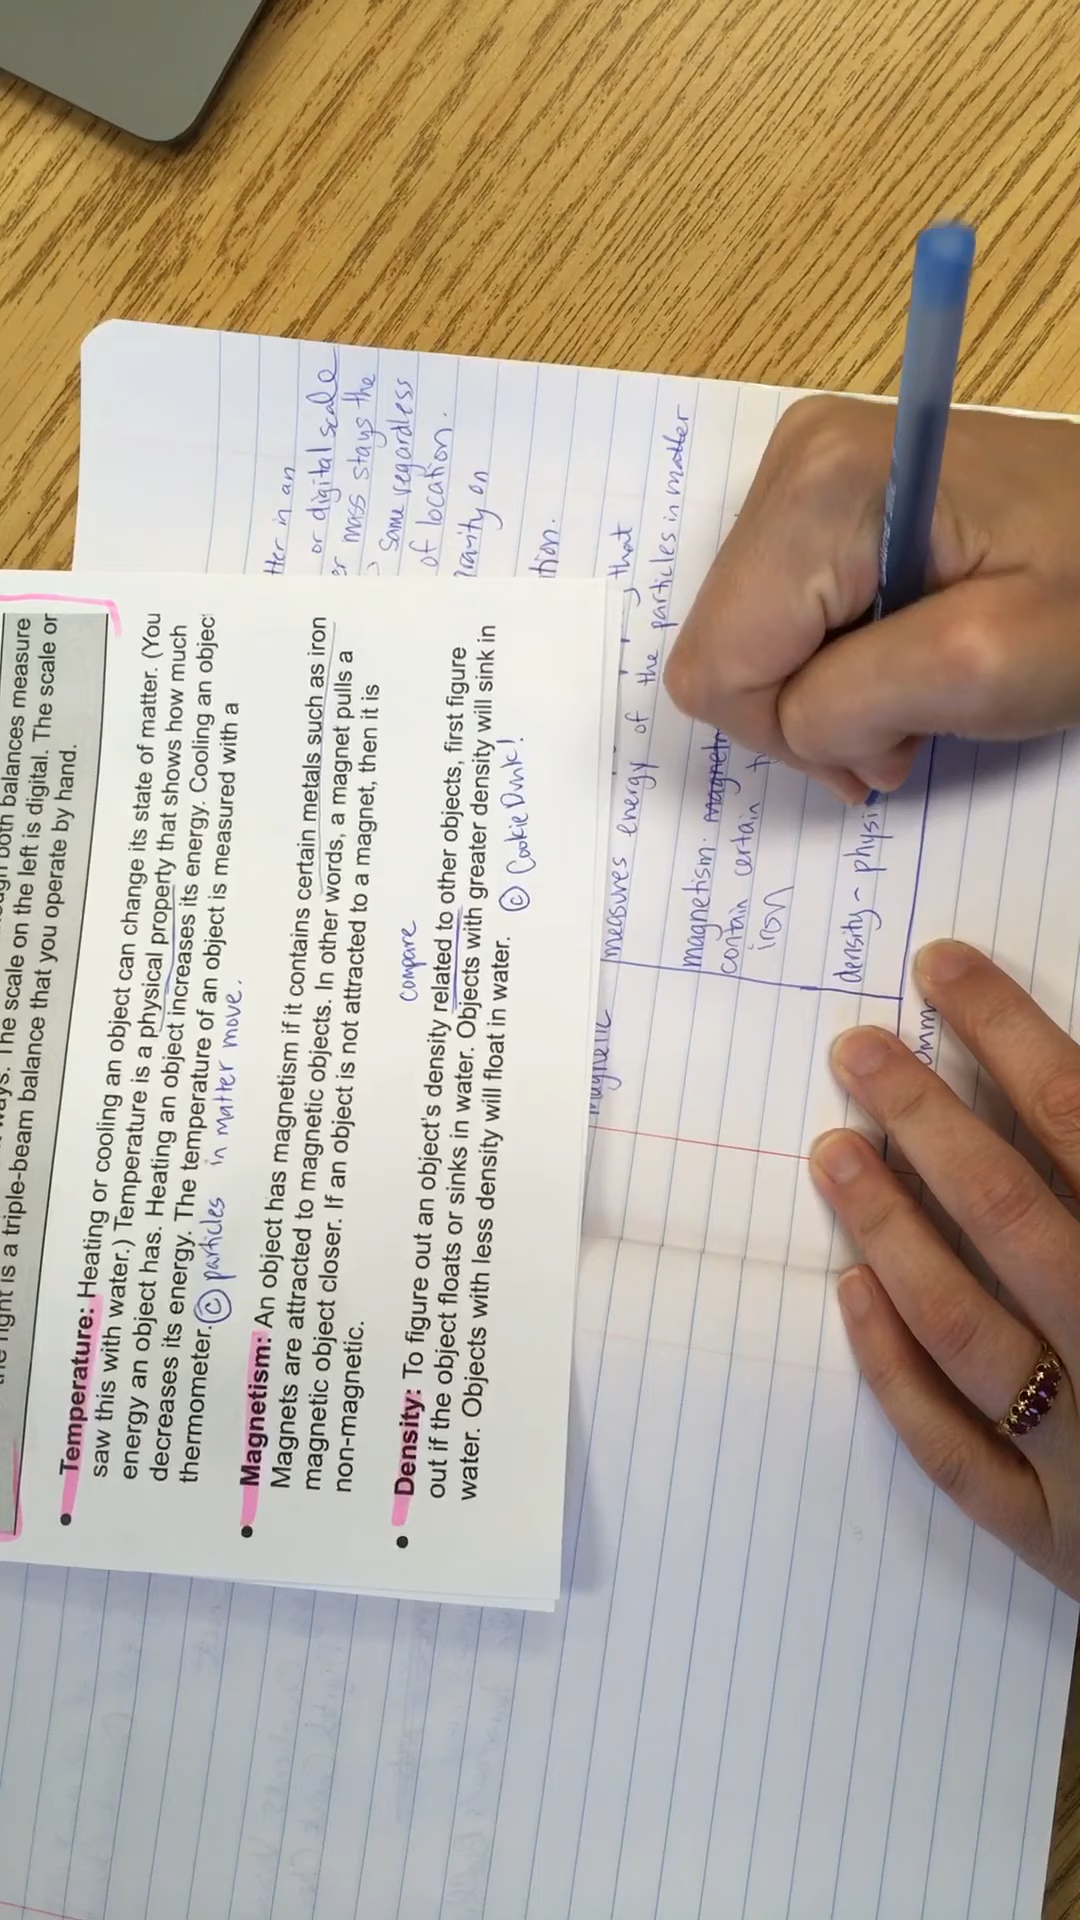 both balances measure
ways. The scale on the left is digital. The scale or
the right is a triple-beam balance that you operate by hand.
• Temperature: Heating or cooling an object can change its state of matter. (You
saw this with water.) Temperature is a physical property that shows how much
energy an object has. Heating an object increases its energy. Cooling an objec
decreases its energy. The temperature of an object is measured with a
thermometer. © particles in matter move.
• Magnetism: An object has magnetism if it contains certain metals such as iron
Magnets are attracted to magnetic objects. In other words, a magnet pulls a
magnetic object closer. If an object is not attracted to a magnet, then it is
non-magnetic.
compare
• Density: To figure out an object's density related to other objects, first figure
out if the object floats or sinks in water. Objects with greater density will sink in
water. Objects with less density will float in water. © Cookie Dunk!
tter in an
or digital scale
er mass stays the
same regardless
of location.
ravity on
tion.
that
measures energy of the particles in matter
magnetic
magnetism: magnet
contain certain
iron
density - physi